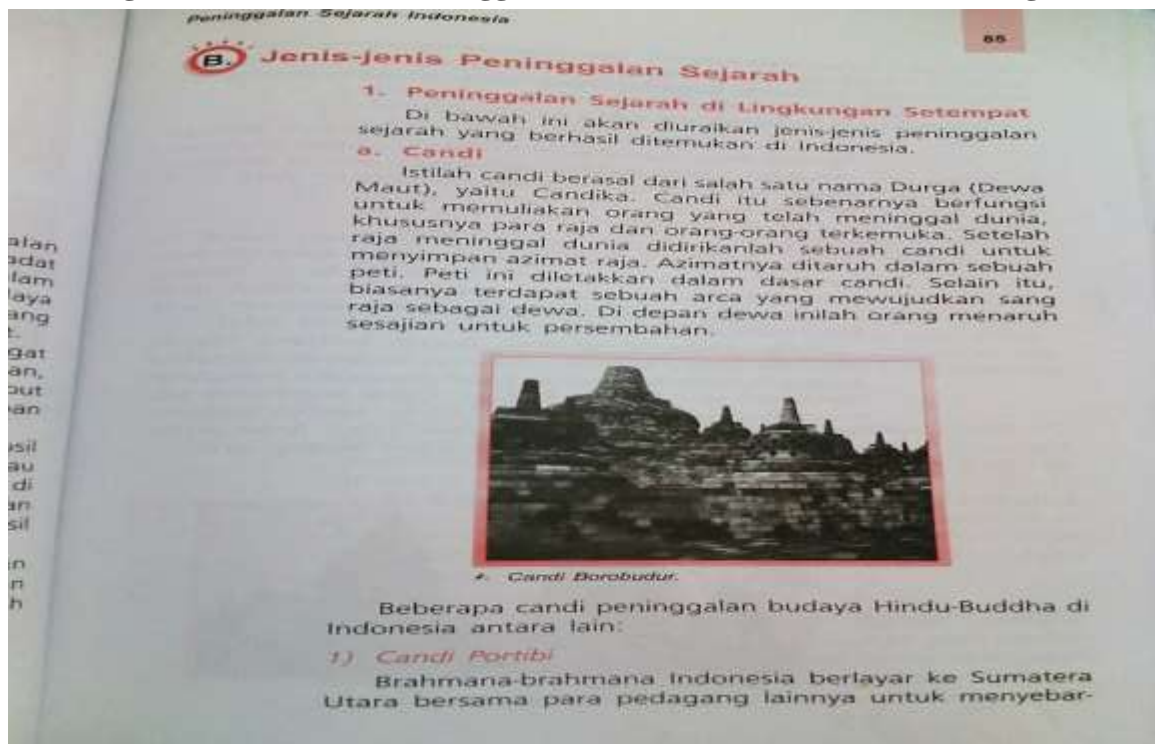 Peninggalan Sejarah Indonesia
85
B. Jenis-jenis Peninggalan Sejarah
1. Peninggalan Sejarah di Lingkungan Setempat
Di bawah ini akan diuraikan jenis-jenis peninggalan
sejarah yang berhasil ditemukan di Indonesia.
a. Candi
Istilah candi berasal dari salah satu nama Durga (Dewa
Maut), yaitu Candika. Candi itu sebenarnya berfungsi
untuk memuliakan orang yang telah meninggal dunia,
khususnya para raja dan orang-orang terkemuka. Setelah
raja meninggal dunia didirikanlah sebuah candi untuk
menyimpan azimat raja. Azimatnya ditaruh dalam sebuah
peti. Peti ini diletakkan dalam dasar candi. Selain itu,
biasanya terdapat sebuah arca yang mewujudkan sang
raja sebagai dewa. Di depan dewa inilah orang menaruh
sesajian untuk persembahan.
Candi Borobudur.
Beberapa candi peninggalan budaya Hindu-Buddha di
Indonesia antara lain:
1) Candi Portibi
Brahmana-brahmana Indonesia berlayar ke Sumatera
Utara bersama para pedagang lainnya untuk menyebar-